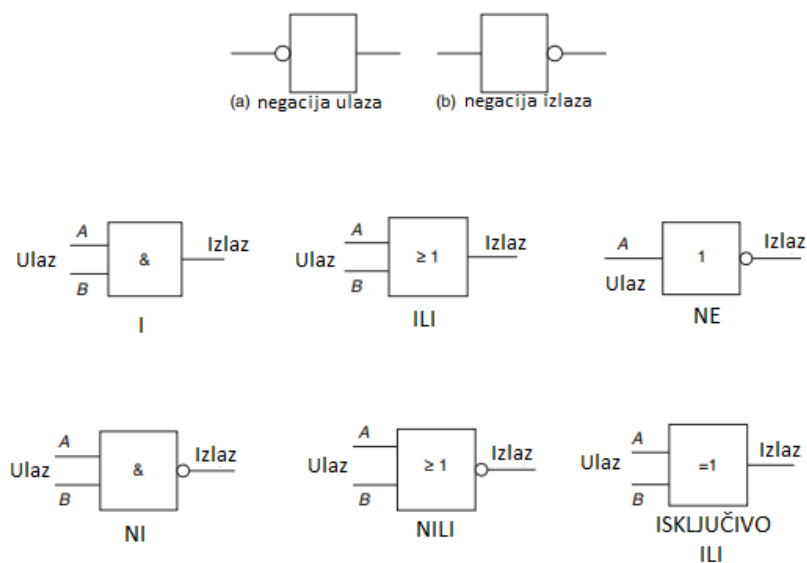 (a) negacija ulaza
(b) negacija izlaza
A
Ulaz
B
&
Izlaz
I
A
Ulaz
B
≥ 1
Izlaz
ILI
A
Ulaz
1
Izlaz
NE
A
Ulaz
B
&
Izlaz
NI
A
Ulaz
B
≥ 1
Izlaz
NILI
A
Ulaz
B
=1
Izlaz
ISKLJUČIVO
ILI